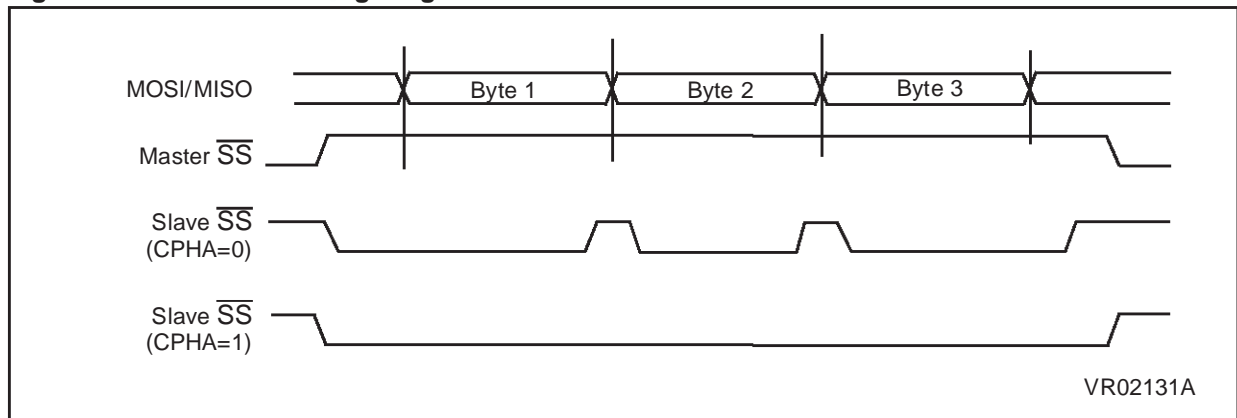 MOSI/MISO
Byte 1
Byte 2
Byte 3
Master SS
Slave SS
(CPHA=0)
Slave SS
(CPHA=1)
VR02131A